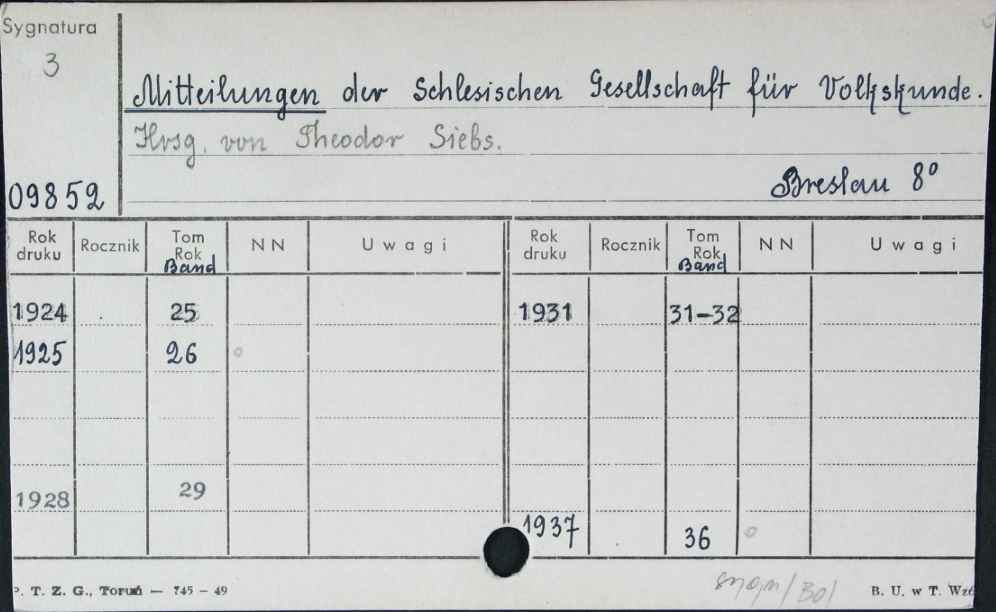 Sygnatura
3
Mitteilungen der Schlesischen Gesellschaft für Volkskunde.
Hrsg. von Theodor Siebs.
09852
Breslau 8°
Rok druku Rocznik Tom Rok Band NN Uwagi Rok druku Rocznik Tom Rok Band NN Uwagi
1924 25 1931 31-32
1925 26
1928 29
1937 36
T. Z. G., Toruń — 745 — 49
B. U. w T.